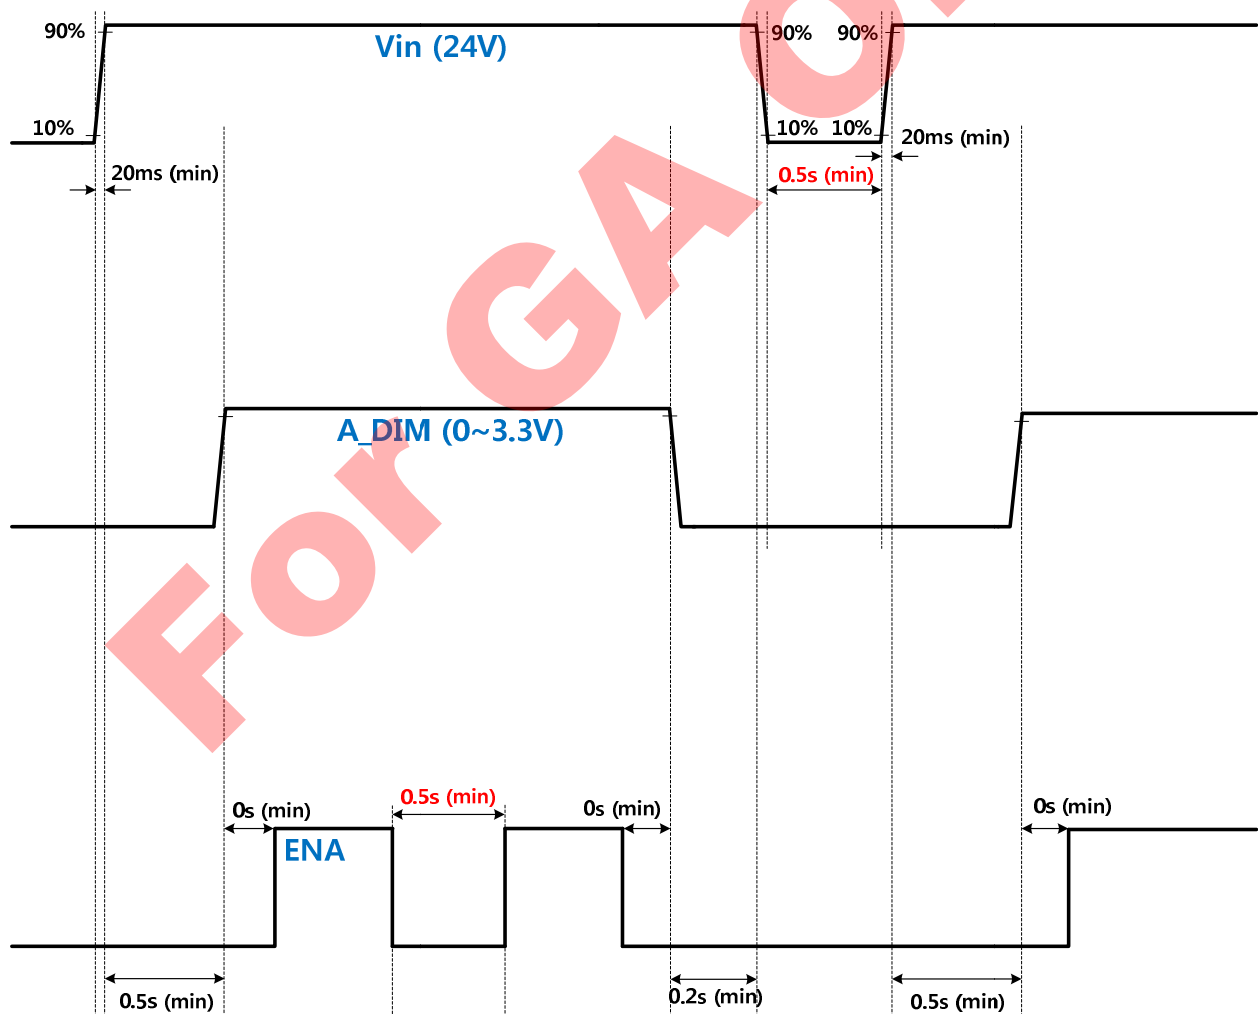 90%
Vin (24V)
90%
90%
10%
10%
10%
20ms (min)
20ms (min)
0.5s (min)
A_DIM (0~3.3V)
0s (min)
0.5s (min)
0s (min)
0s (min)
ENA
0.5s (min)
0.2s (min)
0.5s (min)
For GA